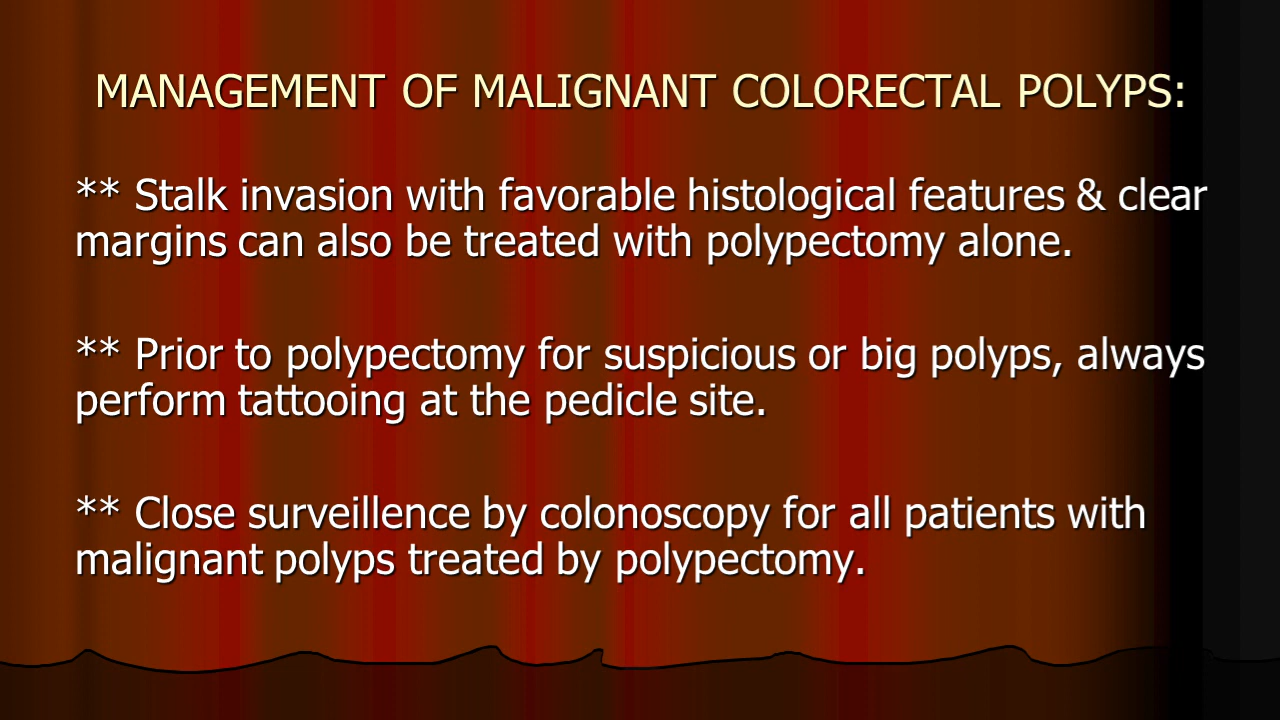 MANAGEMENT OF MALIGNANT COLORECTAL POLYPS:
** Stalk invasion with favorable histological features & clear
margins can also be treated with polypectomy alone.
** Prior to polypectomy for suspicious or big polyps, always
perform tattooing at the pedicle site.
** Close surveillence by colonoscopy for all patients with
malignant polyps treated by polypectomy.